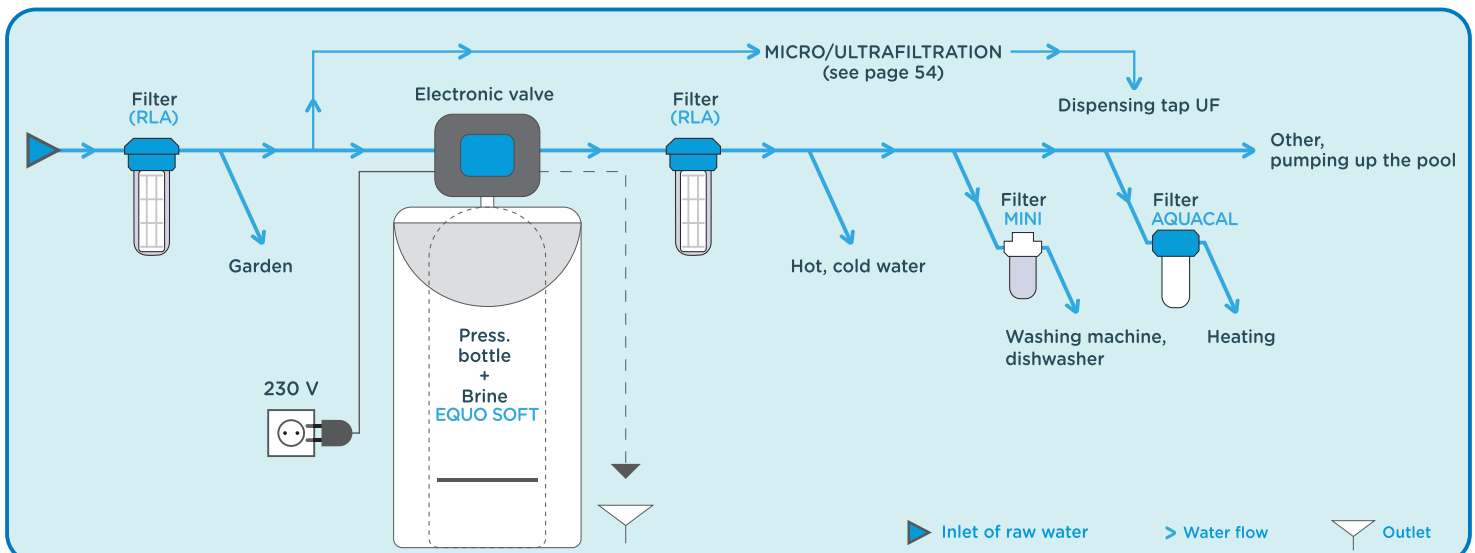 MICRO/ULTRAFILTRATION
(see page 54)
Filter
(RLA)
Electronic valve
Filter
(RLA)
Dispensing tap UF
Other,
pumping up the pool
Garden
Hot, cold water
Filter
MINI
Filter
AQUACAL
Washing machine,
dishwasher
Heating
Press.
bottle
+
Brine
EQUO SOFT
230 V
Inlet of raw water
Water flow
Outlet